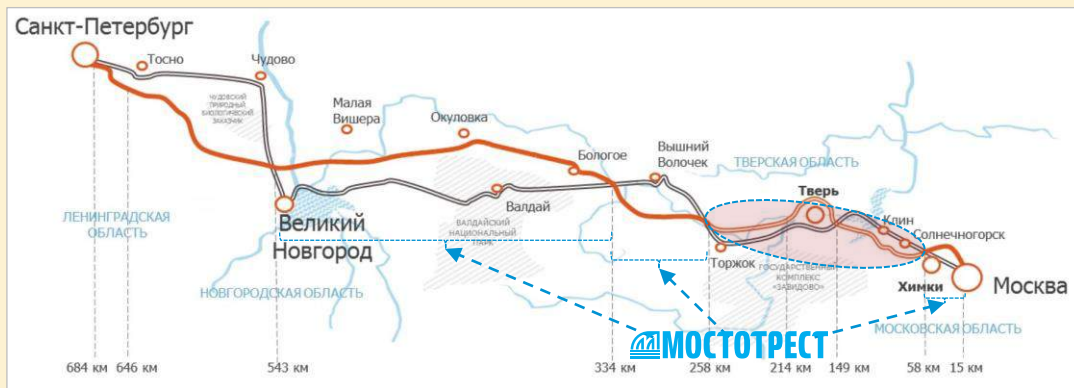 Санкт-Петербург
Тосно
Чудово
ЧУДОВСКИЙ
ПРИРОДНЫЙ
БИОЛОГИЧЕСКИЙ
ЗАКАЗНИК
Малая
Вишера
Окуловка
Бологое
Вышний
Волочек
ТВЕРСКАЯ ОБЛАСТЬ
Тверь
Клин
Солнечногорск
ЛЕНИНГРАДСКАЯ
ОБЛАСТЬ
Великий
Новгород
ВАЛДАЙСКИЙ
НАЦИОНАЛЬНЫЙ
ПАРК
Валдай
Торжок
ГОСУДАРСТВЕННЫЙ
КОМПЛЕКС
«ЗАВИДОВО»
Химки
Москва
НОВГОРОДСКАЯ ОБЛАСТЬ
МОСКОВСКАЯ ОБЛАСТЬ
МОСТОТРЕСТ
684 км
646 км
543 км
334 км
258 км
214 км
149 км
58 км
15 км